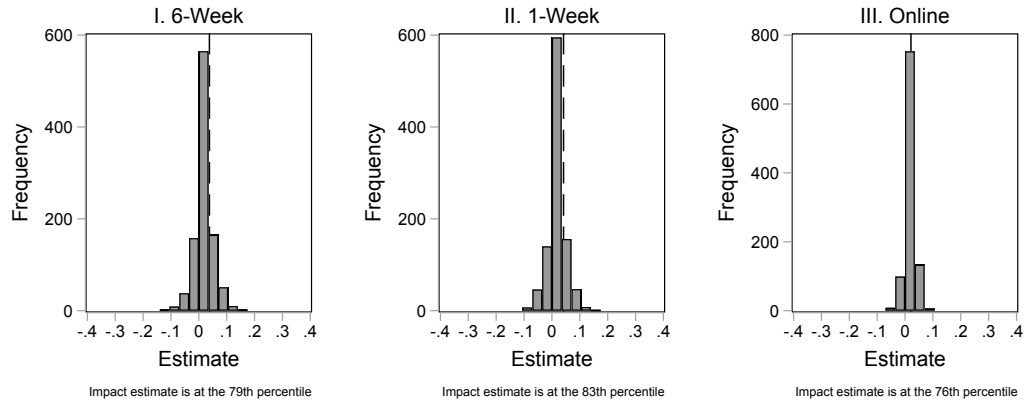 I. 6-Week
II. 1-Week
III. Online
Frequency
600
400
200
0
-.4 -.3 -.2 -.1 0 .1 .2 .3 .4
Estimate
Impact estimate is at the 79th percentile
Frequency
600
400
200
0
-.4 -.3 -.2 -.1 0 .1 .2 .3 .4
Estimate
Impact estimate is at the 83th percentile
Frequency
800
600
400
200
0
-.4 -.3 -.2 -.1 0 .1 .2 .3 .4
Estimate
Impact estimate is at the 76th percentile